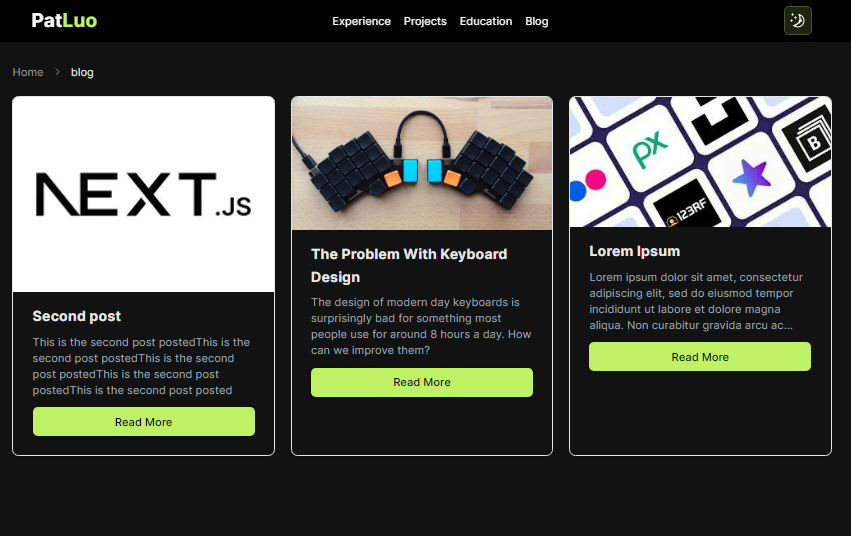 PatLuo
Experience Projects Education Blog
Home > blog
NEXT.JS
Second post
This is the second post postedThis is the
second post postedThis is the second
post postedThis is the second post
postedThis is the second post posted
Read More
The Problem With Keyboard
Design
The design of modern day keyboards is
surprisingly bad for something most
people use for around 8 hours a day. How
can we improve them?
Read More
px
B
123RF
Lorem Ipsum
Lorem ipsum dolor sit amet, consectetur
adipiscing elit, sed do eiusmod tempor
incididunt ut labore et dolore magna
aliqua. Non curabitur gravida arcu ac...
Read More